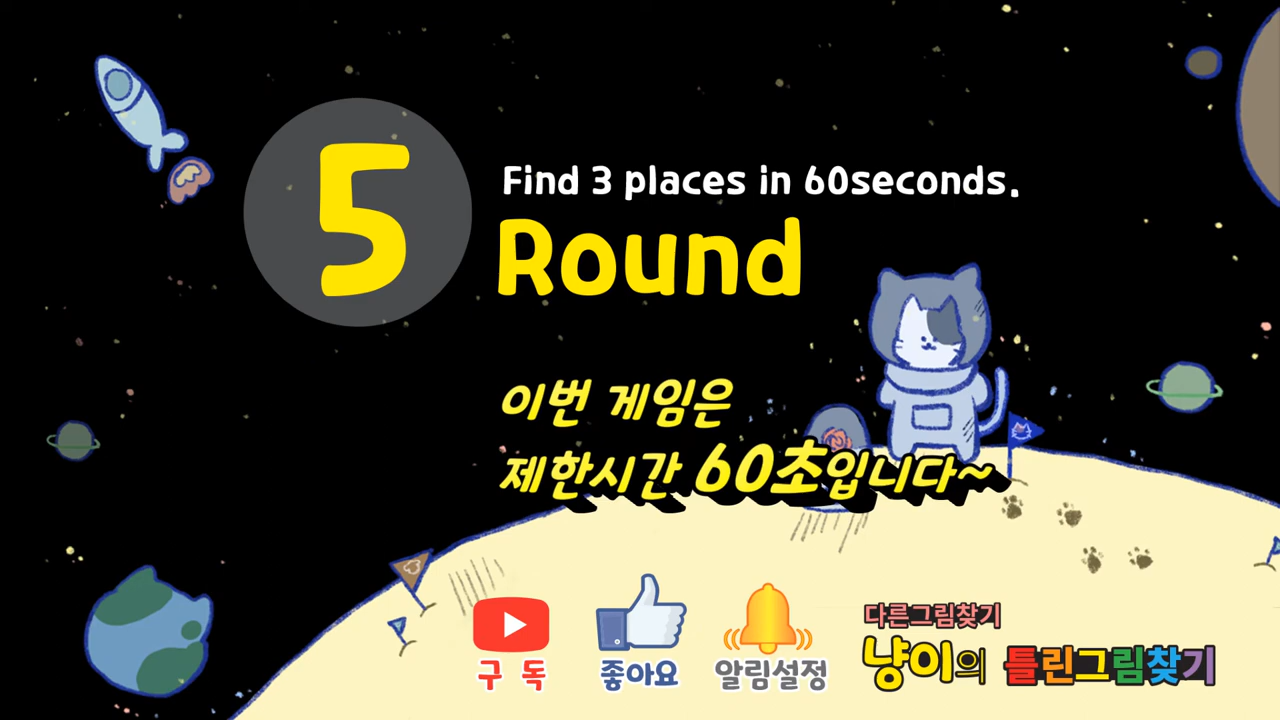 5
Find 3 places in 60seconds.
Round
이번 게임은
제한시간 60초입니다~
구독
좋아요
알림설정
다른그림찾기
냥이의 틀린그림찾기